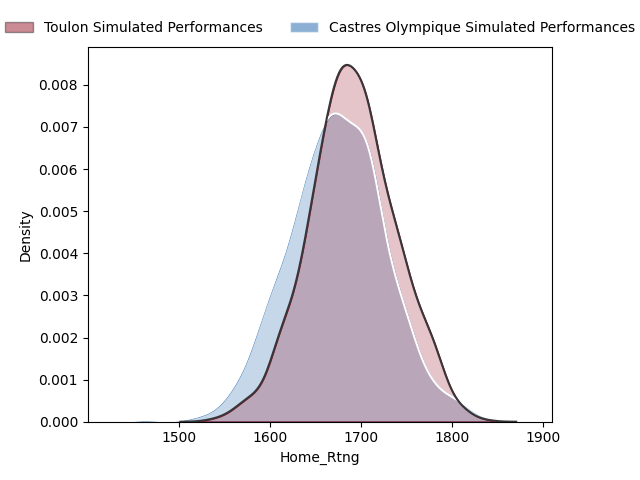 Toulon Simulated Performances Castres Olympique Simulated Performances
0.008
0.007
0.006
0.005
0.004
0.003
0.002
0.001
0.000
Density
1500 1600 1700 1800 1900
Home_Rtng